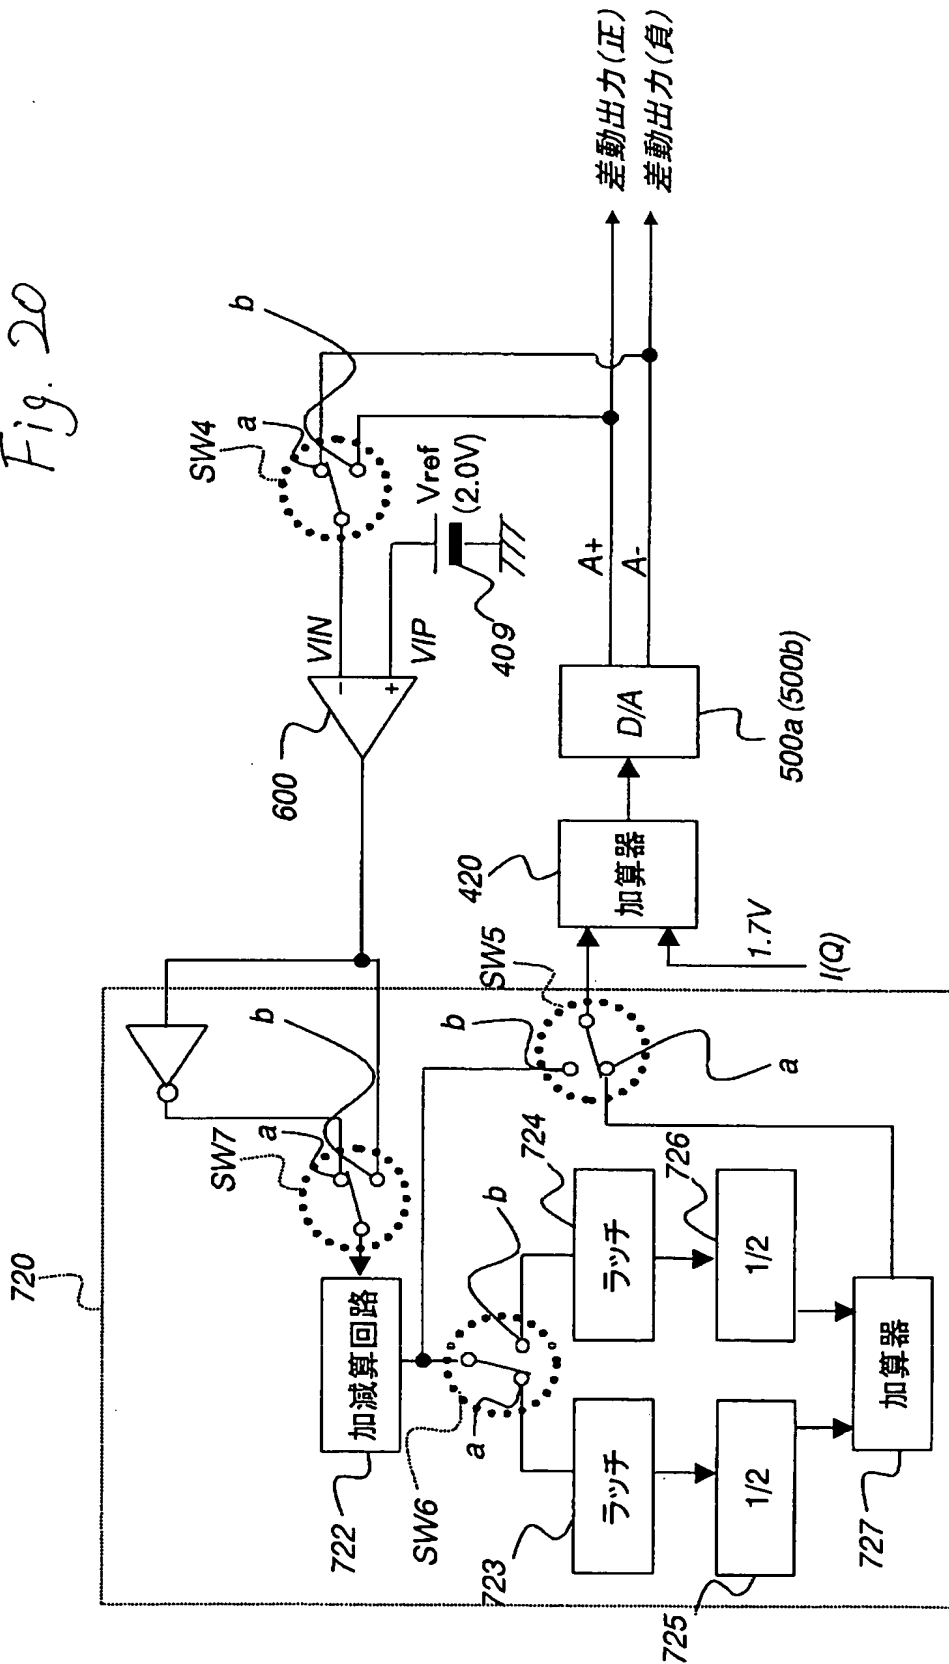 Fig. 20
720
SW7
a
b
600
VIN
VIP
SW4
a
b
Vref
(2.0V)
409
722
加減算回路
SW6
a
b
SW5
b
a
420
加算器
1.7V
I(Q)
D/A
500a (500b)
A+
A-
差動出力(正)
差動出力(負)
723
ラッチ
724
ラッチ
725
1/2
726
1/2
727
加算器
-
+